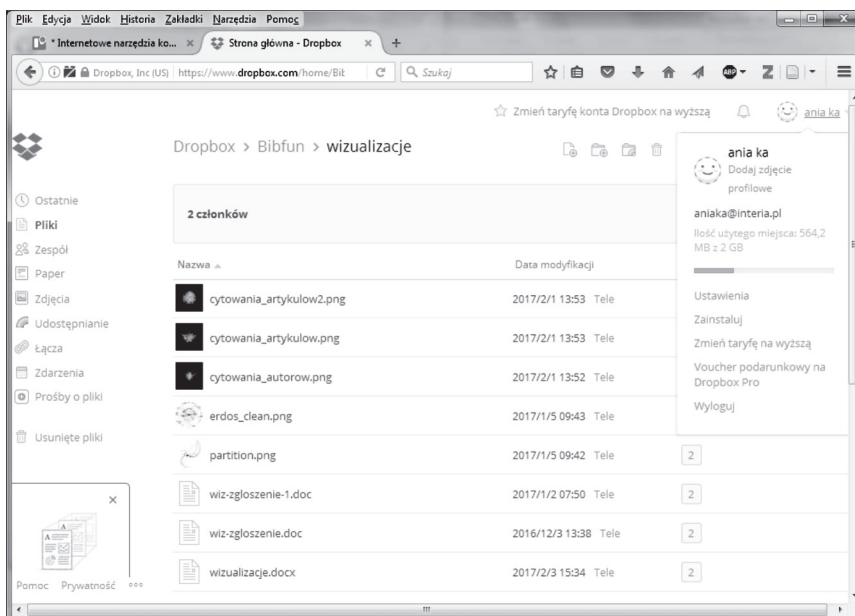 Plik Edycja Widok Historia Zakładki Narzędzia Pomoc
* Internetowe narzędzia ko... × Strona główna - Dropbox × +
Dropbox, Inc (US) https://www.dropbox.com/home/Bit Szukaj ABP Z
Zmień taryfę konta Dropbox na wyższą ania ka
Dropbox > Bibfun > wizualizacje
ania ka
Dodaj zdjęcie
profilowe
aniaka@interia.pl
Ilość użytego miejsca: 564,2
MB z 2 GB
Ustawienia
Zainstaluj
Zmień taryfę na wyższą
Voucher podarunkowy na
Dropbox Pro
Wyloguj
Ostatnie
Pliki
Zespół
Paper
Zdjęcia
Udostępnianie
Łącza
Zdarzenia
Prośby o pliki
Usunięte pliki
2 członków
Nazwa Data modyfikacji
cytowania_artykulow2.png 2017/2/1 13:53 Tele
cytowania_artykulow.png 2017/2/1 13:53 Tele
cytowania_autorow.png 2017/2/1 13:52 Tele
erdos_clean.png 2017/1/5 09:43 Tele
partition.png 2017/1/5 09:42 Tele 2
wiz-zgloszenie-1.doc 2017/1/2 07:50 Tele 2
wiz-zgloszenie.doc 2016/12/3 13:38 Tele 2
wizualizacje.docx 2017/2/3 15:34 Tele 2
Pomoc Prywatność